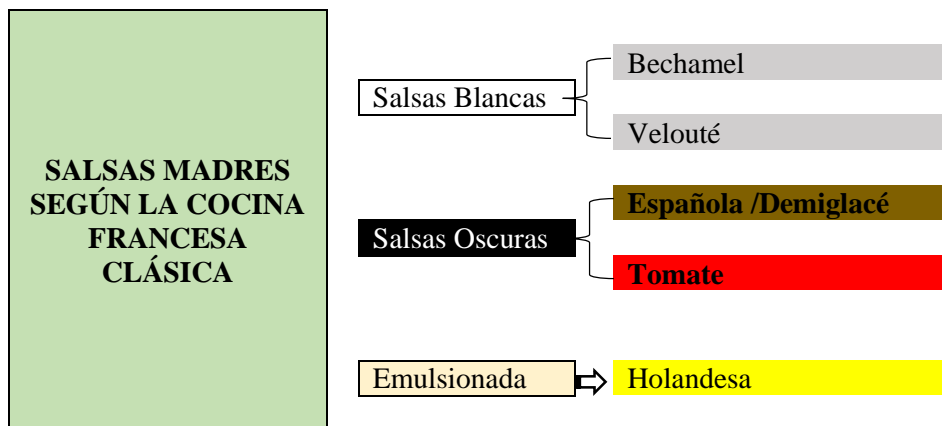 SALSAS MADRES
SEGÚN LA COCINA
FRANCESA
CLÁSICA
Salsas Blancas
Bechamel
Velouté
Salsas Oscuras
Española /Demiglacé
Tomate
Emulsionada
Holandesa